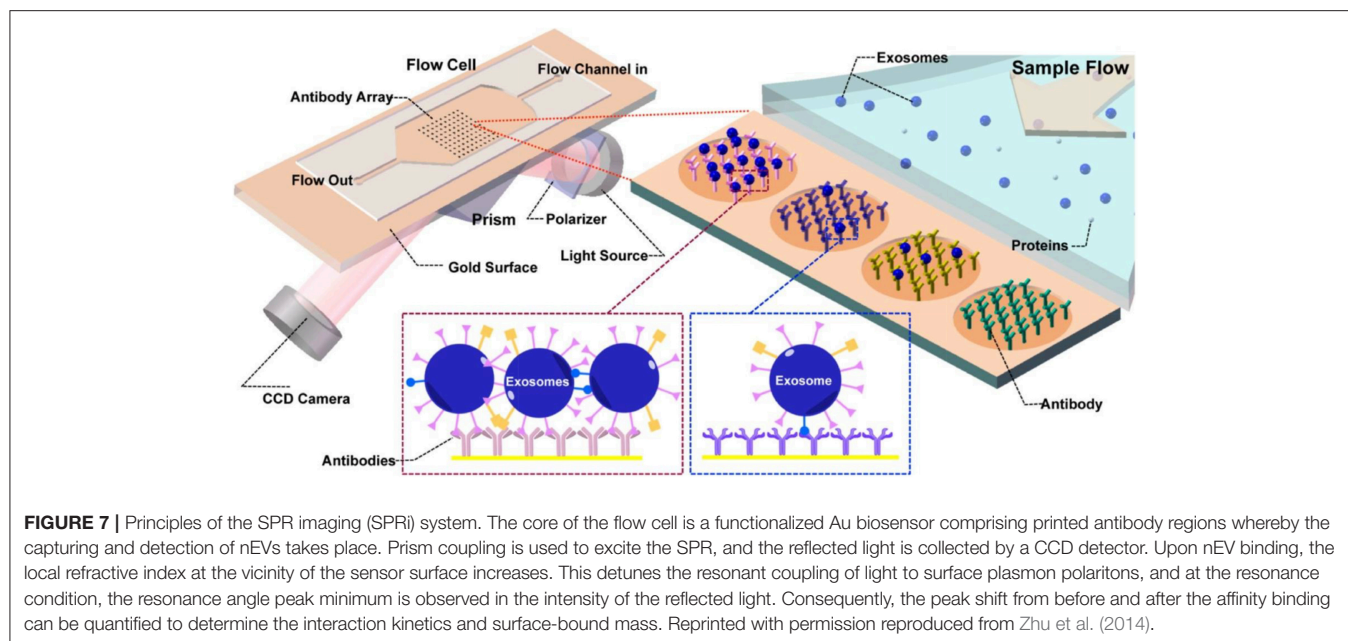 Flow Cell
Flow Channel in
Antibody Array
Flow Out
Prism
Polarizer
Light Source
Gold Surface
CCD Camera
Exosomes
Sample Flow
Proteins
Antibody
Exosomes
Antibodies
Exosome
FIGURE 7 | Principles of the SPR imaging (SPRi) system. The core of the flow cell is a functionalized Au biosensor comprising printed antibody regions whereby the
capturing and detection of nEVs takes place. Prism coupling is used to excite the SPR, and the reflected light is collected by a CCD detector. Upon nEV binding, the
local refractive index at the vicinity of the sensor surface increases. This detunes the resonant coupling of light to surface plasmon polaritons, and at the resonance
condition, the resonance angle peak minimum is observed in the intensity of the reflected light. Consequently, the peak shift from before and after the affinity binding
can be quantified to determine the interaction kinetics and surface-bound mass. Reprinted with permission reproduced from Zhu et al. (2014).